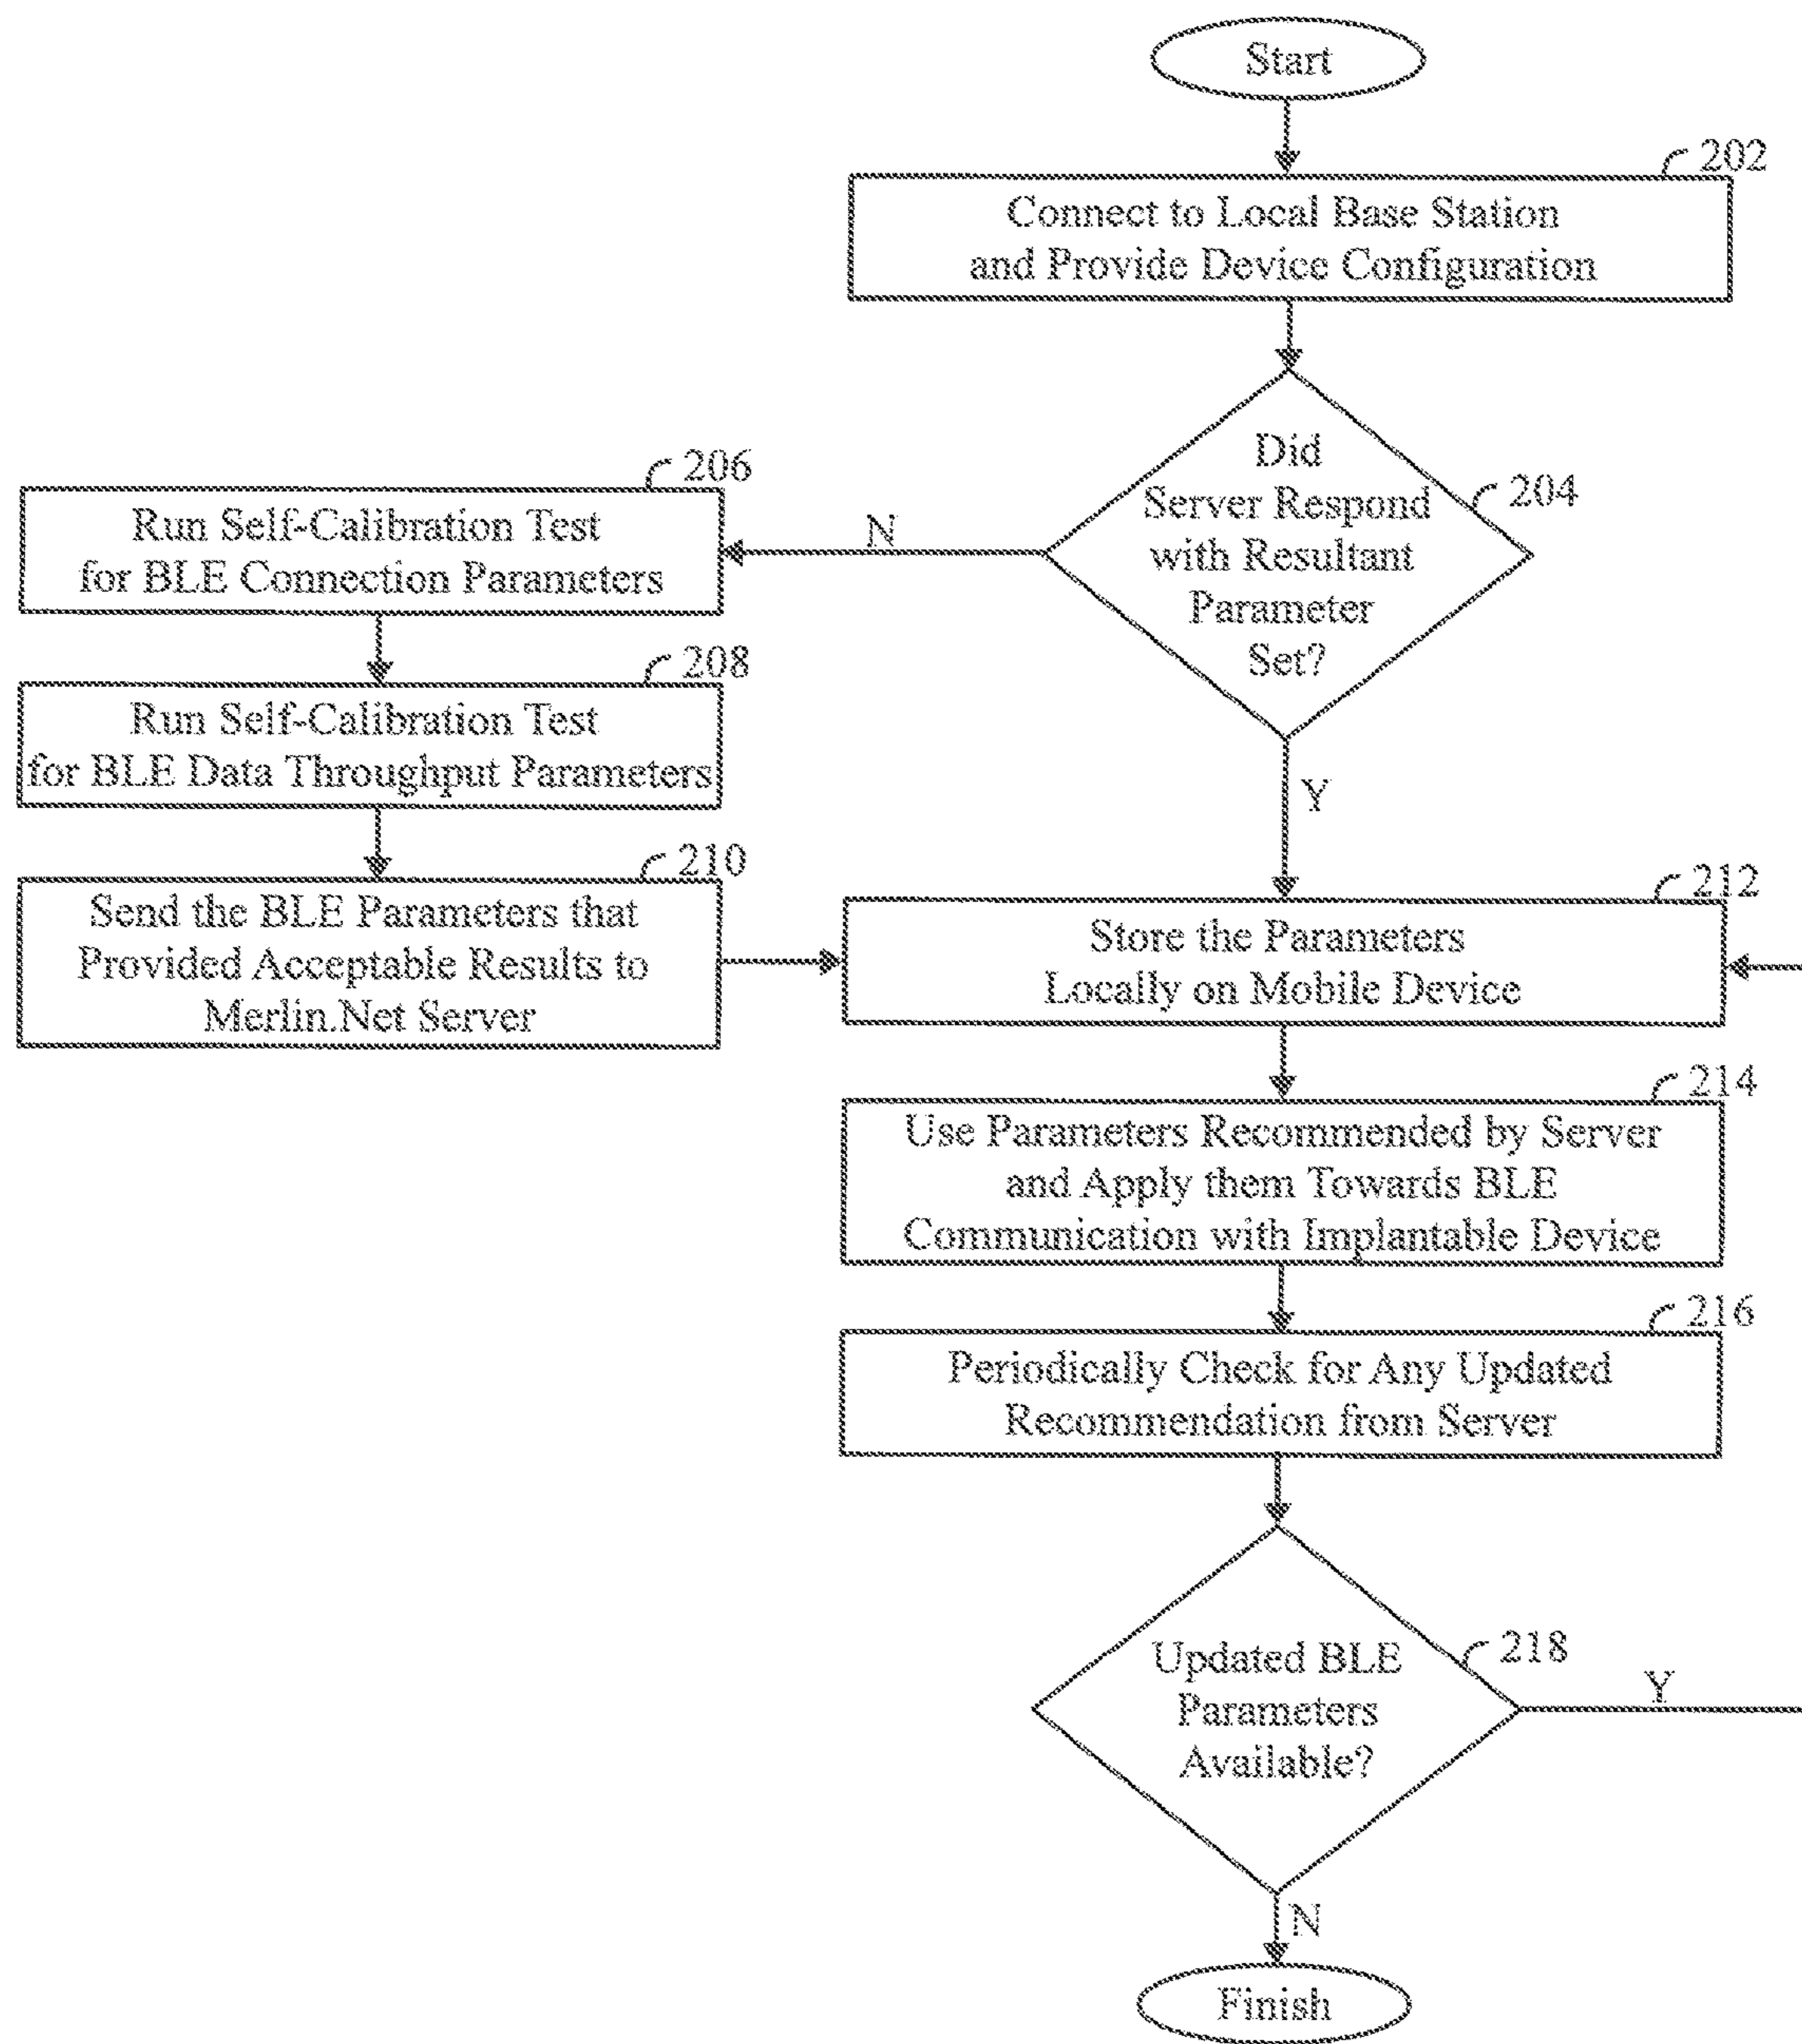 Start
202
Connect to Local Base Station
and Provide Device Configuration
204
Did
Server Respond
with Resultant
Parameter
Set?
N
206
Run Self-Calibration Test
for BLE Connection Parameters
208
Run Self-Calibration Test
for BLE Data Throughput Parameters
210
Send the BLE Parameters that
Provided Acceptable Results to
Merlin.Net Server
Y
212
Store the Parameters
Locally on Mobile Device
214
Use Parameters Recommended by Server
and Apply them Towards BLE
Communication with Implantable Device
216
Periodically Check for Any Updated
Recommendation from Server
218
Updated BLE
Parameters
Available?
Y
N
Finish